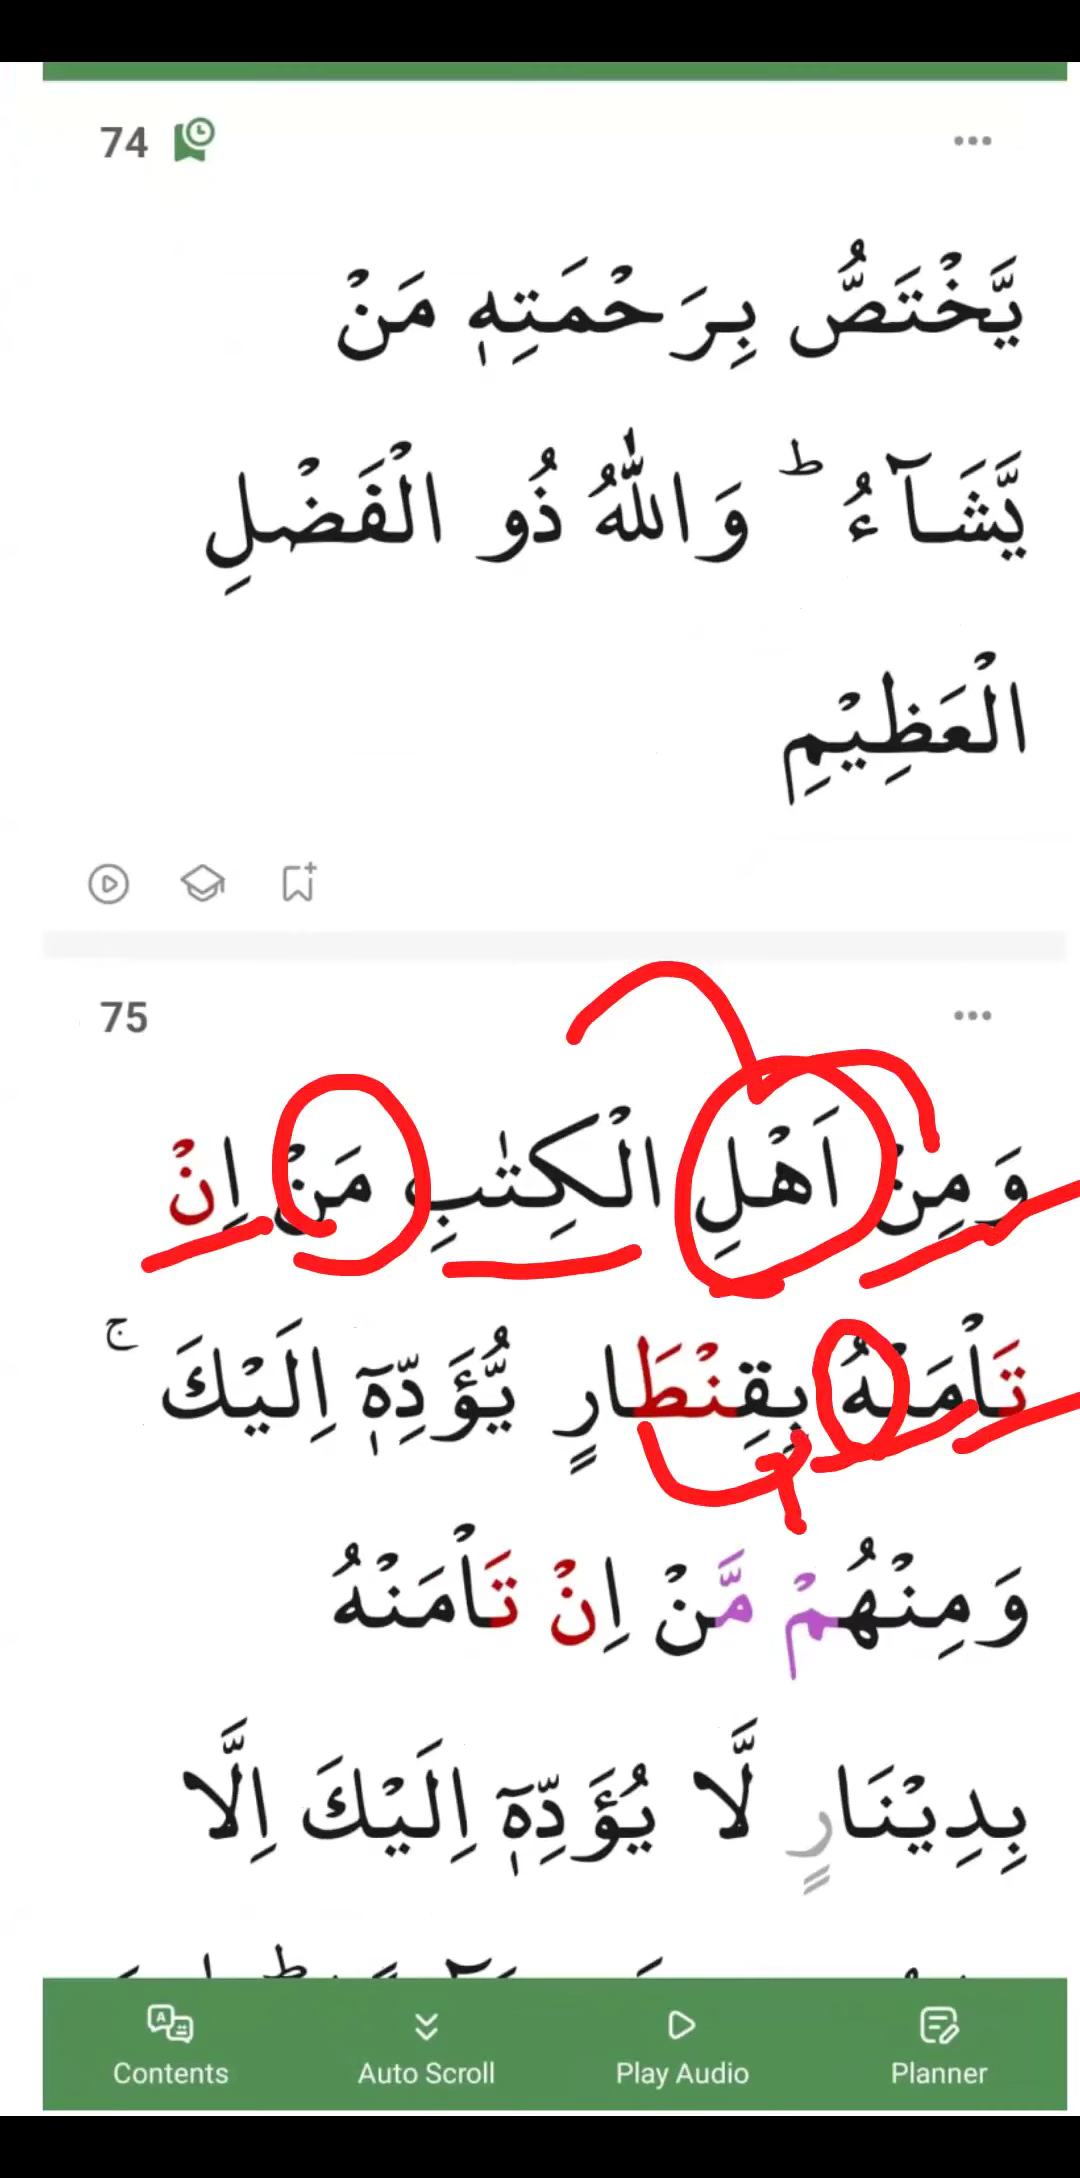 74
يَّخْتَصُّ بِرَحْمَتِهٖ مَنْ
يَّشَآءُ ؕ وَاللّٰهُ ذُو الْفَضْلِ
الْعَظِيْمِ
75
وَمِنْ اَهْلِ الْكِتٰبِ مَنْ اِنْ
تَاْمَنْهُ بِقِنْطَارٍ يُّؤَدِّهٖۤ اِلَيْكَ ۚ
وَمِنْهُمْ مَّنْ اِنْ تَاْمَنْهُ
بِدِيْنَارٍ لَّا يُؤَدِّهٖۤ اِلَيْكَ اِلَّا
Contents Auto Scroll Play Audio Planner